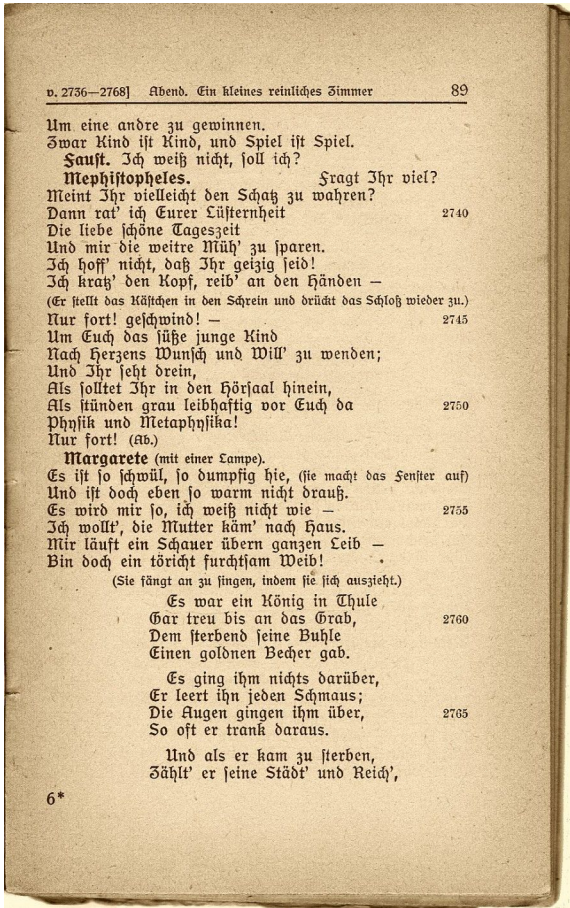 v. 2736—2768] Abend. Ein kleines reinliches Zimmer 89
Um eine andre zu gewinnen.
Zwar Kind ist Kind, und Spiel ist Spiel.
Faust. Ich weiß nicht, soll ich?
Mephistopheles. Fragt Ihr viel?
Meint Ihr vielleicht den Schatz zu wahren?
Dann rat' ich Eurer Lüsternheit 2740
Die liebe schöne Tageszeit
Und mir die weitre Müh' zu sparen.
Ich hoff' nicht, daß Ihr geizig seid!
Ich kratz' den Kopf, reib' an den Händen —
(Er stellt das Kästchen in den Schrein und drückt das Schloß wieder zu.)
Nur fort! geschwind! — 2745
Um Euch das süße junge Kind
Nach Herzens Wunsch und Will' zu wenden;
Und Ihr seht drein,
Als solltet Ihr in den Hörsaal hinein,
Als stünden grau leibhaftig vor Euch da 2750
Physik und Metaphysika!
Nur fort! (Ab.)
Margarete (mit einer Lampe).
Es ist so schwül, so dumpfig hie, (sie macht das Fenster auf)
Und ist doch eben so warm nicht drauß.
Es wird mir so, ich weiß nicht wie — 2755
Ich wollt', die Mutter käm' nach Haus.
Mir läuft ein Schauer übern ganzen Leib —
Bin doch ein töricht furchtsam Weib!
(Sie fängt an zu singen, indem sie sich auszieht.)
Es war ein König in Thule
Gar treu bis an das Grab, 2760
Dem sterbend seine Buhle
Einen goldnen Becher gab.
Es ging ihm nichts darüber,
Er leert ihn jeden Schmaus;
Die Augen gingen ihm über, 2765
So oft er trank daraus.
Und als er kam zu sterben,
Zählt' er seine Städt' und Reich',
6*